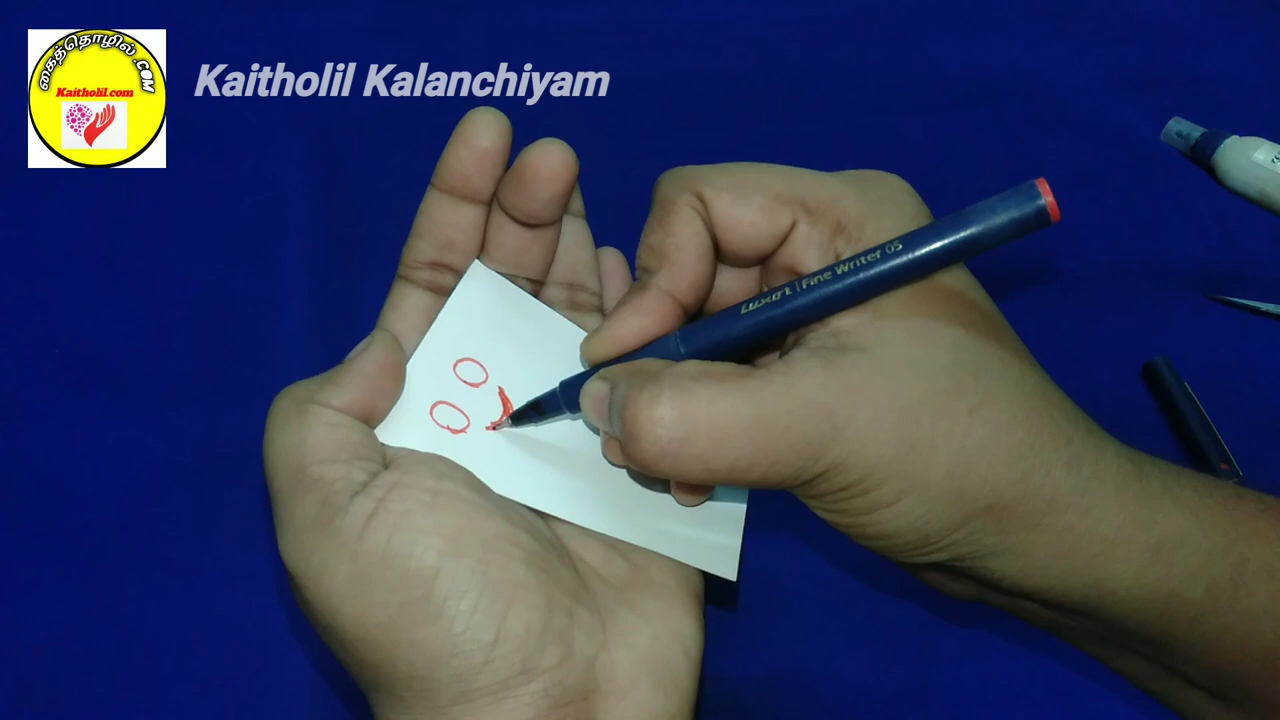 கைத்தொழில்.COM
Kaitholil.com
Kaitholil Kalanchiyam
Luxor | Fine Writer 05